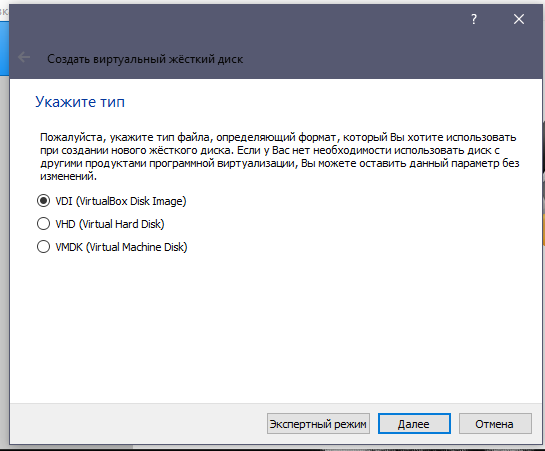 ?
Создать виртуальный жёсткий диск
Укажите тип
Пожалуйста, укажите тип файла, определяющий формат, который Вы хотите использовать
при создании нового жёсткого диска. Если у Вас нет необходимости использовать диск с
другими продуктами программной виртуализации, Вы можете оставить данный параметр без
изменений.
VDI (VirtualBox Disk Image)
VHD (Virtual Hard Disk)
VMDK (Virtual Machine Disk)
Экспертный режим
Далее
Отмена